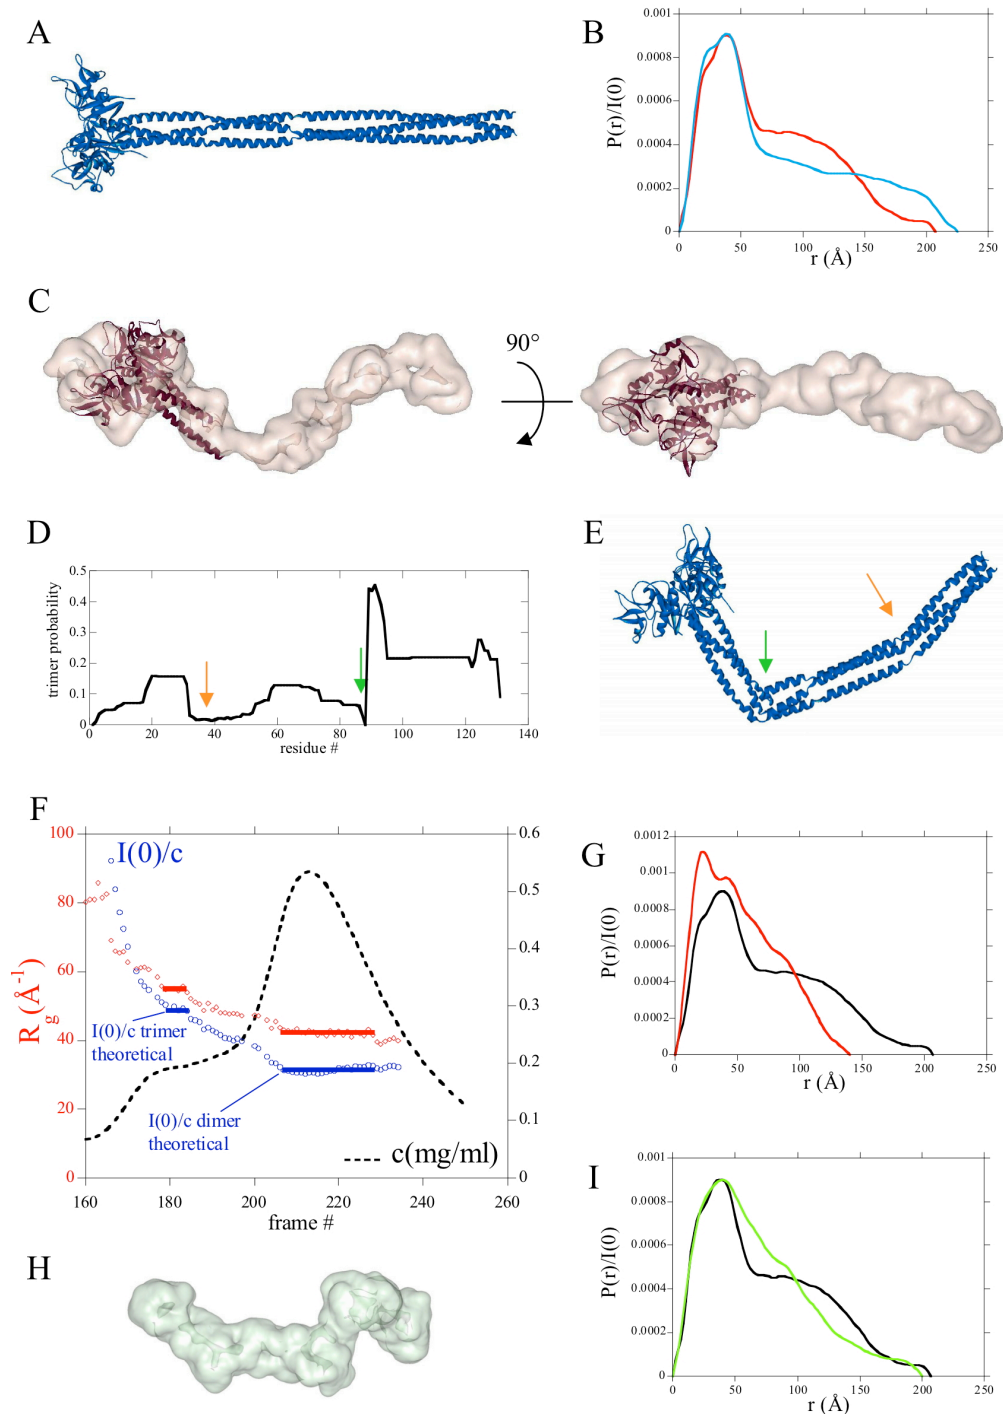 A
B
0.001
0.0008
0.0006
0.0004
0.0002
0
P(r)/I(0)
0 50 100 150 200 250
r (Å)
C
90°
D
0.5
0.4
0.3
0.2
0.1
0
trimer probability
0 20 40 60 80 100 120 140
residue #
E
F
100
80
60
40
20
0
R_g (Å⁻¹)
I(0)/c
I(0)/c trimer
theoretical
I(0)/c dimer
theoretical
c(mg/ml)
0.6
0.5
0.4
0.3
0.2
0.1
0
160 180 200 220 240 260
frame #
G
0.0012
0.001
0.0008
0.0006
0.0004
0.0002
0
P(r)/I(0)
0 50 100 150 200 250
r (Å)
H
I
0.001
0.0008
0.0006
0.0004
0.0002
0
P(r)/I(0)
0 50 100 150 200 250
r (Å)